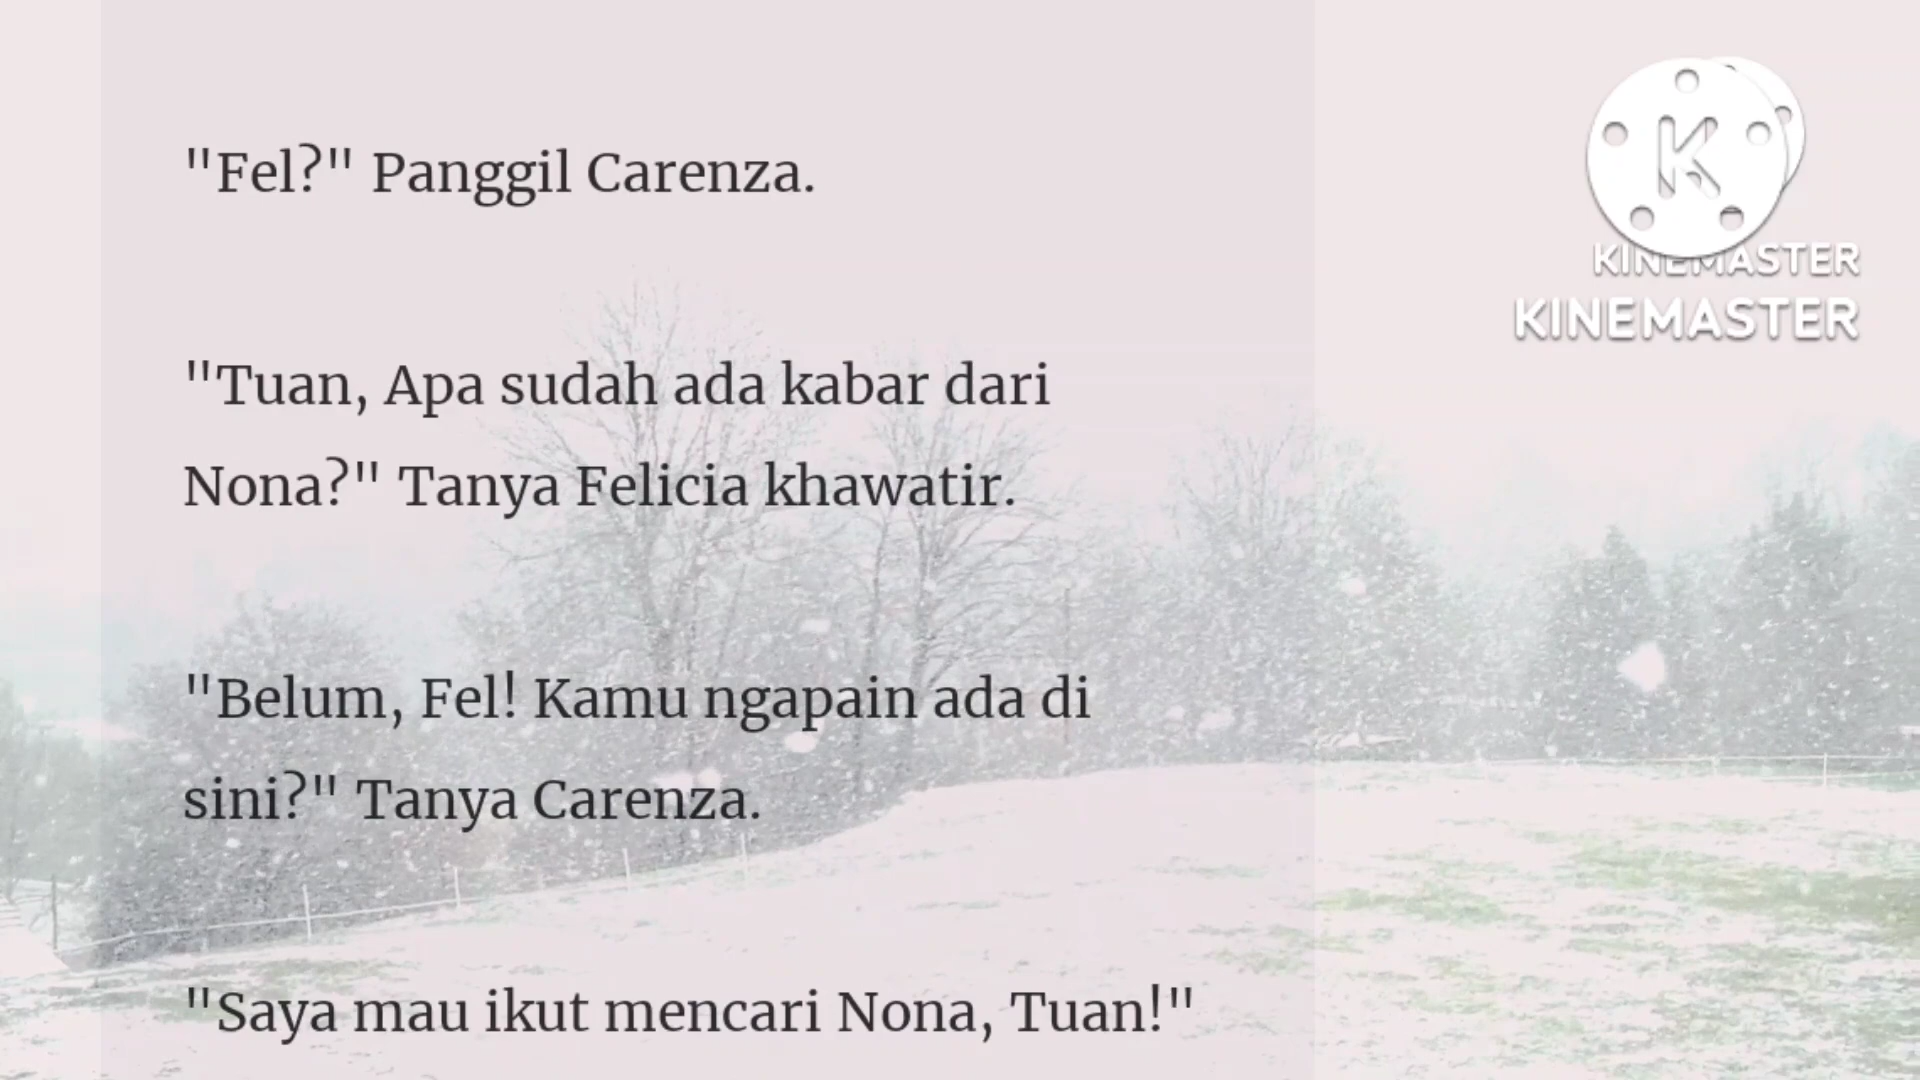 "Fel?" Panggil Carenza.
"Tuan, Apa sudah ada kabar dari
Nona?" Tanya Felicia khawatir.
"Belum, Fel! Kamu ngapain ada di
sini?" Tanya Carenza.
"Saya mau ikut mencari Nona, Tuan!"
K
KINEMASTER
KINEMASTER